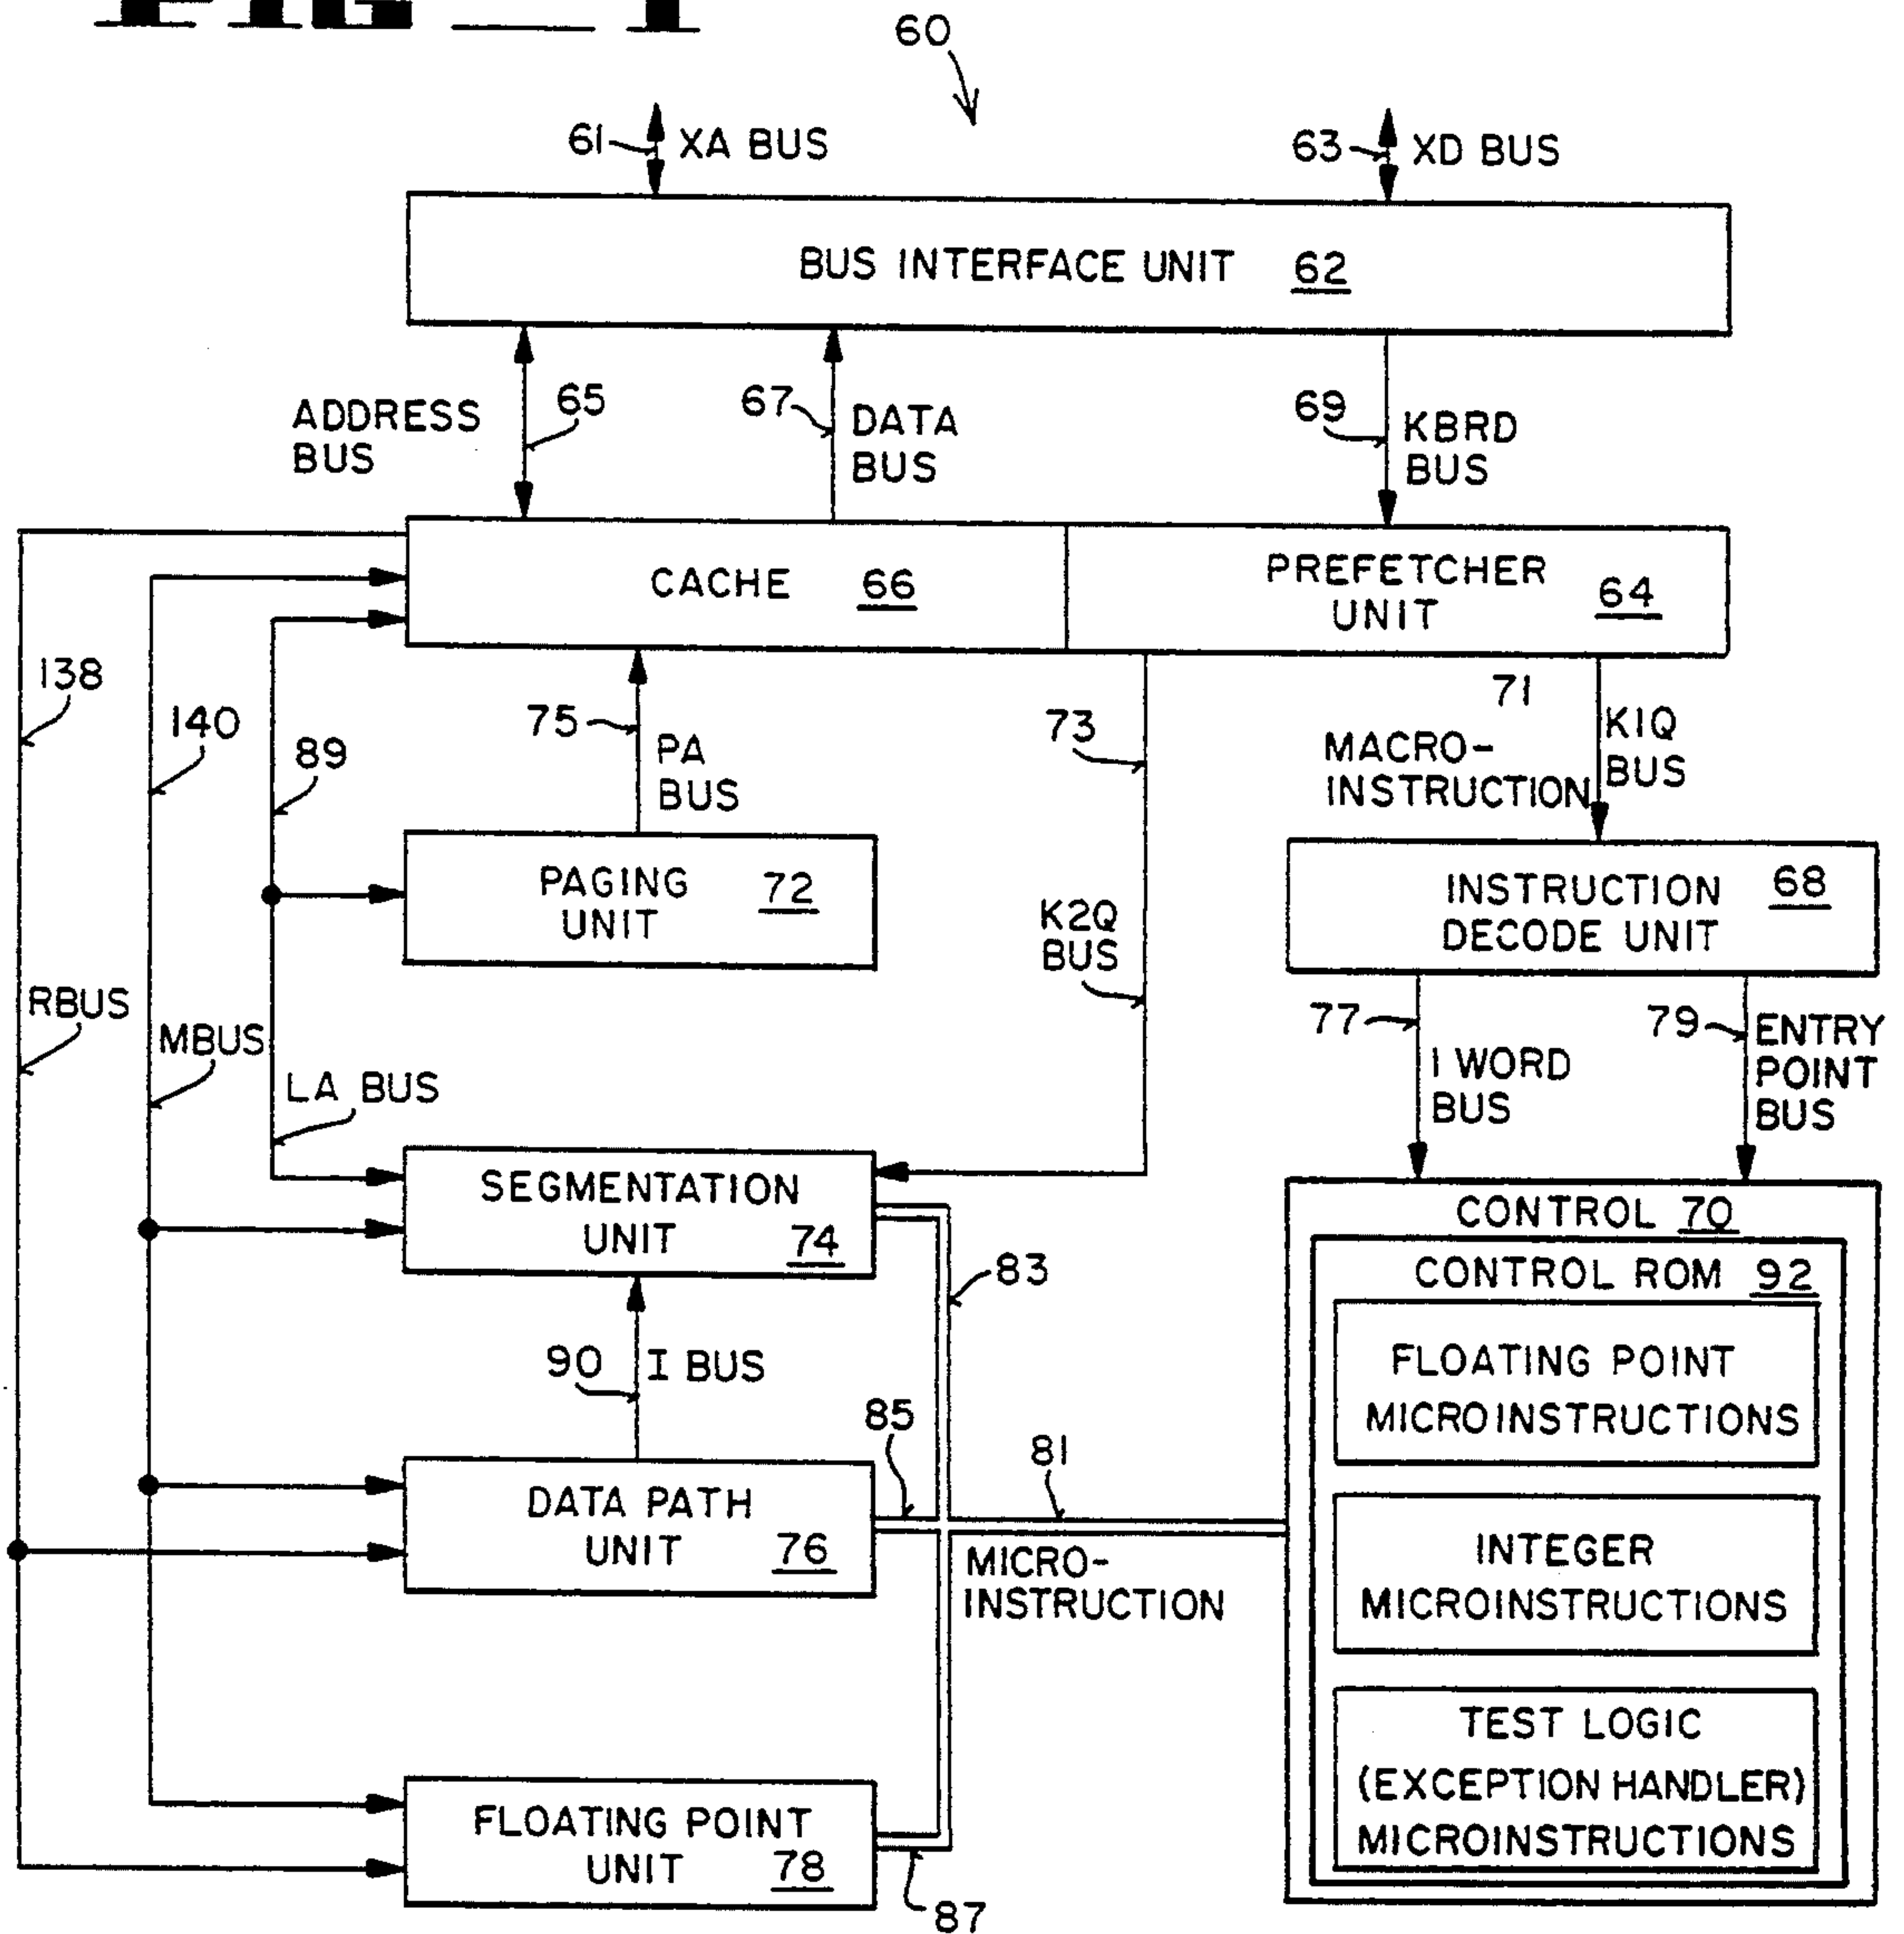 FIG_1
60
61 XA BUS
63 XD BUS
BUS INTERFACE UNIT 62
ADDRESS
BUS
65
67
DATA
BUS
69
KBRD
BUS
CACHE 66
PREFETCHER
UNIT
64
138
140
89
75
PA
BUS
73
71
K1Q
BUS
MACRO-
INSTRUCTION
PAGING
UNIT
72
K2Q
BUS
INSTRUCTION
DECODE UNIT
68
RBUS
MBUS
LA BUS
77
I WORD
BUS
79
ENTRY
POINT
BUS
SEGMENTATION
UNIT
74
83
CONTROL 70
CONTROL ROM 92
FLOATING POINT
MICROINSTRUCTIONS
90 I BUS
85
81
DATA PATH
UNIT
76
MICRO-
INSTRUCTION
INTEGER
MICROINSTRUCTIONS
TEST LOGIC
(EXCEPTION HANDLER)
MICROINSTRUCTIONS
FLOATING POINT
UNIT
78
87